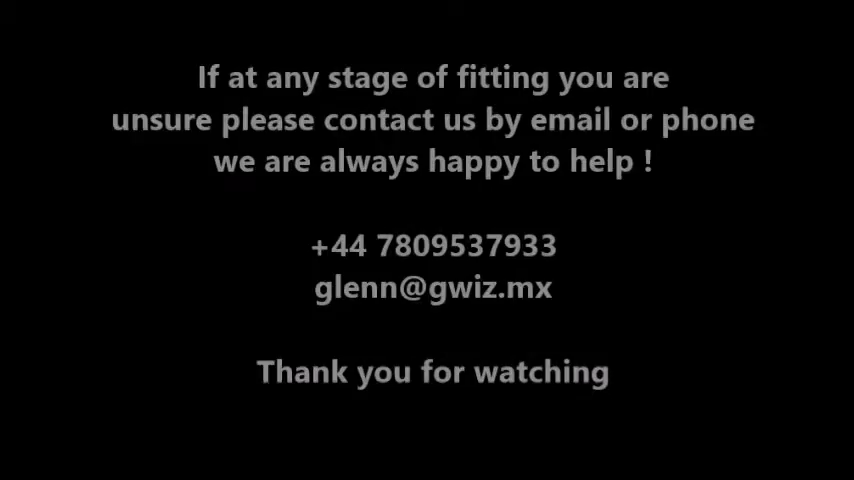 If at any stage of fitting you are
unsure please contact us by email or phone
we are always happy to help !
+44 7809537933
glenn@gwiz.mx
Thank you for watching